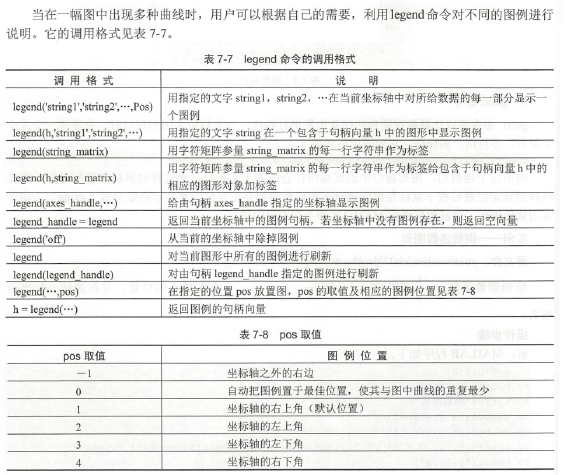 当在一幅图中出现多种曲线时，用户可以根据自己的需要，利用legend命令对不同的图例进行
说明。它的调用格式见表7-7。
表 7-7 legend 命令的调用格式
调 用 格 式 说 明
legend('string1','string2',…,Pos) 用指定的文字 string1，string2，…在当前坐标轴中对所给数据的每一部分显示一
个图例
legend(h,'string1','string2',…) 用指定的文字 string 在一个包含于句柄向量 h 中的图形中显示图例
legend(string_matrix) 用字符矩阵参量 string_matrix 的每一行字符串作为标签
legend(h,string_matrix) 用字符矩阵参量 string_matrix 的每一行字符串作为标签给包含于句柄向量 h 中的
相应的图形对象加标签
legend(axes_handle,…) 给由句柄 axes_handle 指定的坐标轴显示图例
legend_handle = legend 返回当前坐标轴中的图例句柄，若坐标轴中没有图例存在，则返回空向量
legend('off') 从当前的坐标轴中除掉图例
legend 对当前图形中所有的图例进行刷新
legend(legend_handle) 对由句柄 legend_handle 指定的图例进行刷新
legend(…,pos) 在指定的位置 pos 放置图，pos 的取值及相应的图例位置见表 7-8
h = legend(…) 返回图例的句柄向量
表 7-8 pos 取值
pos 取值 图 例 位 置
－1 坐标轴之外的右边
0 自动把图例置于最佳位置，使其与图中曲线的重复最少
1 坐标轴的右上角（默认位置）
2 坐标轴的左上角
3 坐标轴的左下角
4 坐标轴的右下角